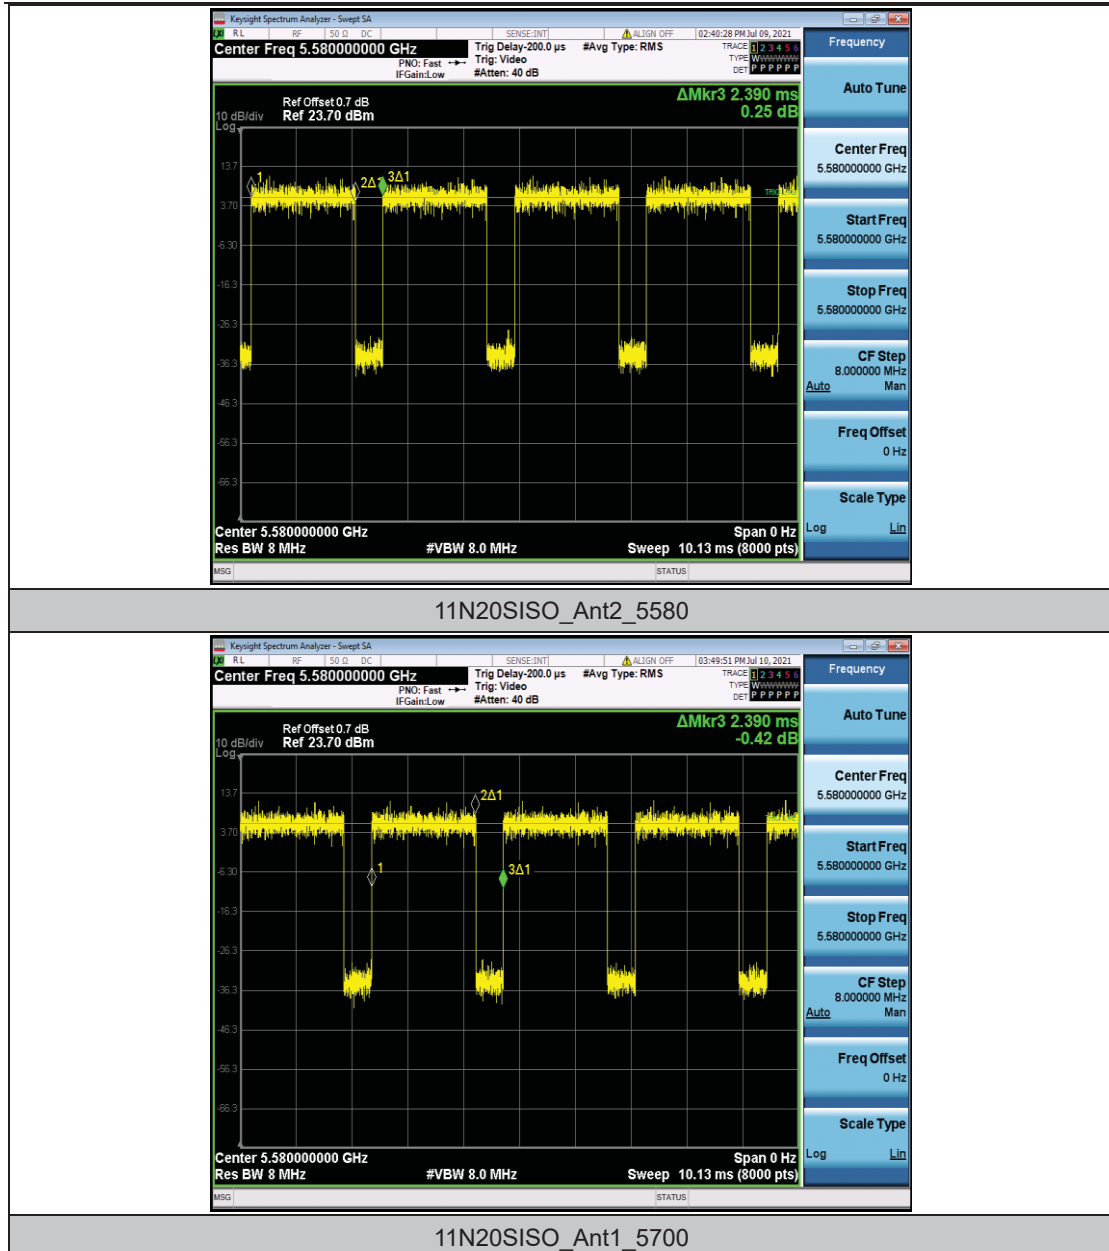 Keysight Spectrum Analyzer - Swept SA
LXI RL RF 50 Ω DC SENSE:INT ALIGN OFF 02:40:28 PM Jul 09, 2021
Center Freq 5.580000000 GHz
Trig Delay-200.0 µs #Avg Type: RMS
TRACE 1 2 3 4 5 6
PNO: Fast Trig: Video
TYPE WWWWWW
IFGain:Low #Atten: 40 dB
DET P P P P P P
Frequency
Auto Tune
ΔMkr3 2.390 ms
0.25 dB
Ref Offset 0.7 dB
10 dB/div Ref 23.70 dBm
Log
13.7
3.70
-6.30
-16.3
-26.3
-36.3
-46.3
-56.3
-66.3
1
3Δ1
Center Freq
5.580000000 GHz
Start Freq
5.580000000 GHz
Stop Freq
5.580000000 GHz
CF Step
8.000000 MHz
Auto Man
Freq Offset
0 Hz
Scale Type
Log Lin
Center 5.580000000 GHz Span 0 Hz
Res BW 8 MHz #VBW 8.0 MHz Sweep 10.13 ms (8000 pts)
MSG STATUS
11N20SISO_Ant2_5580
Keysight Spectrum Analyzer - Swept SA
LXI RL RF 50 Ω DC SENSE:INT ALIGN OFF 03:49:51 PM Jul 10, 2021
Center Freq 5.580000000 GHz
Trig Delay-200.0 µs #Avg Type: RMS
TRACE 1 2 3 4 5 6
PNO: Fast Trig: Video
TYPE WWWWWW
IFGain:Low #Atten: 40 dB
DET P P P P P P
Frequency
Auto Tune
ΔMkr3 2.390 ms
-0.42 dB
Ref Offset 0.7 dB
10 dB/div Ref 23.70 dBm
Log
13.7
3.70
-6.30
-16.3
-26.3
-36.3
-46.3
-56.3
-66.3
2Δ1
1
3Δ1
Center Freq
5.580000000 GHz
Start Freq
5.580000000 GHz
Stop Freq
5.580000000 GHz
CF Step
8.000000 MHz
Auto Man
Freq Offset
0 Hz
Scale Type
Log Lin
Center 5.580000000 GHz Span 0 Hz
Res BW 8 MHz #VBW 8.0 MHz Sweep 10.13 ms (8000 pts)
MSG STATUS
11N20SISO_Ant1_5700